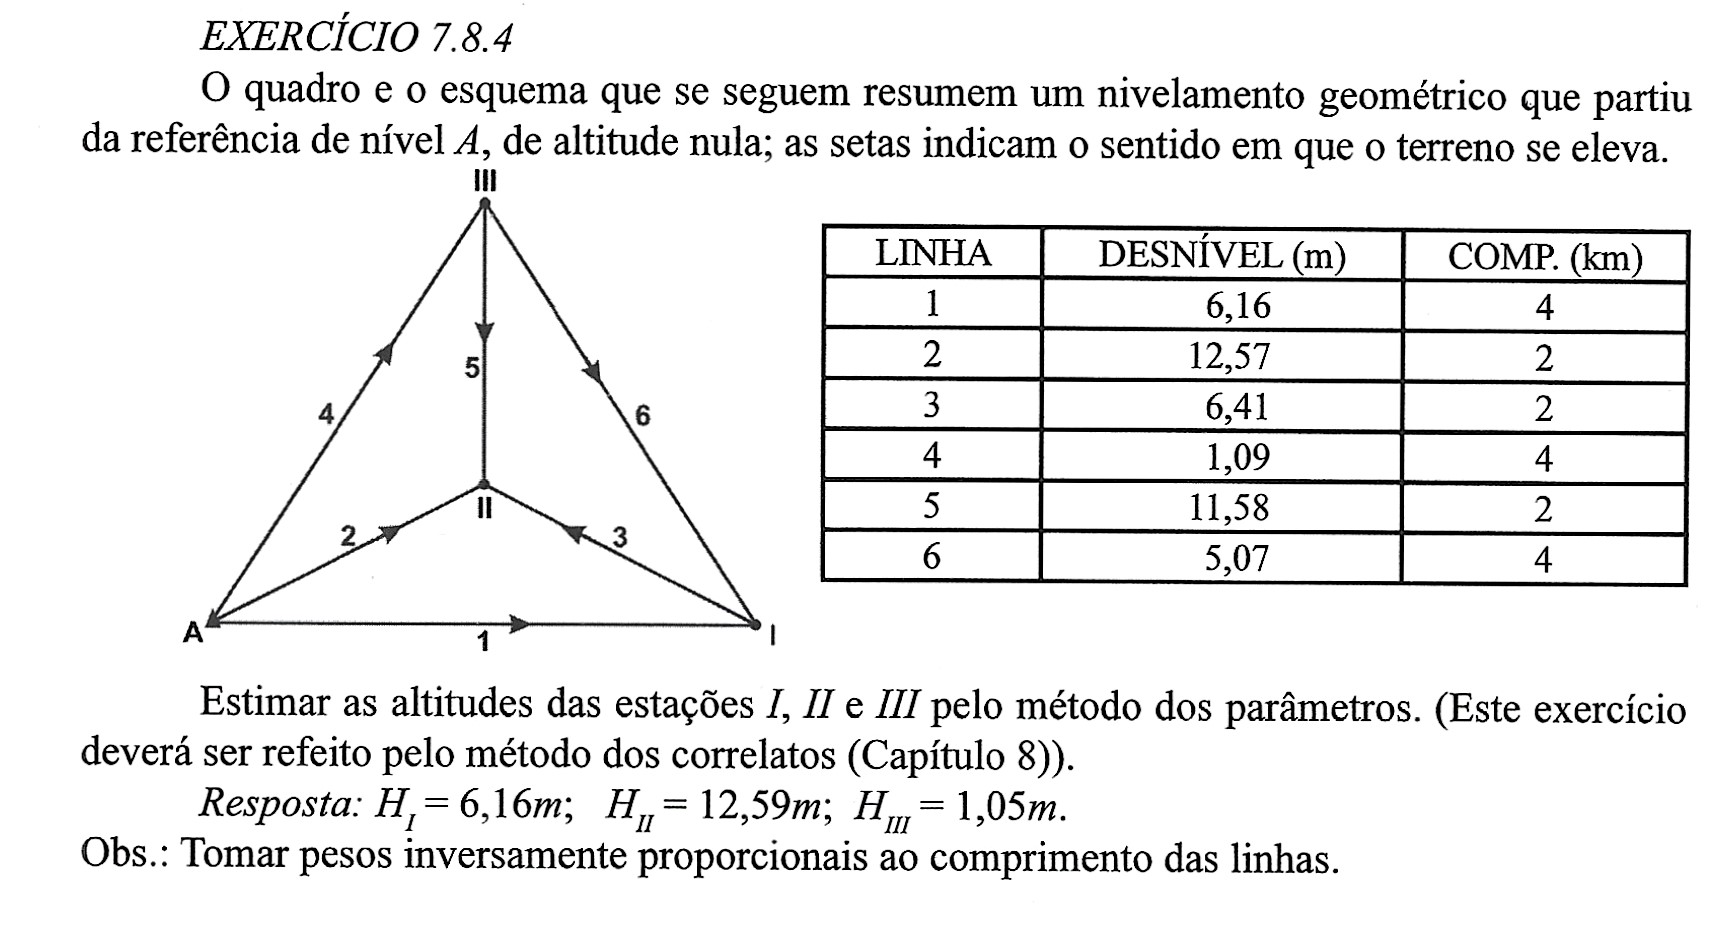 EXERCÍCIO 7.8.4
O quadro e o esquema que se seguem resumem um nivelamento geométrico que partiu
da referência de nível A, de altitude nula; as setas indicam o sentido em que o terreno se eleva.
III
5
4
6
II
2
3
A
1
I
LINHA DESNÍVEL (m) COMP. (km)
1 6,16 4
2 12,57 2
3 6,41 2
4 1,09 4
5 11,58 2
6 5,07 4
Estimar as altitudes das estações I, II e III pelo método dos parâmetros. (Este exercício
deverá ser refeito pelo método dos correlatos (Capítulo 8)).
Resposta: H_I = 6,16m; H_II = 12,59m; H_III = 1,05m.
Obs.: Tomar pesos inversamente proporcionais ao comprimento das linhas.